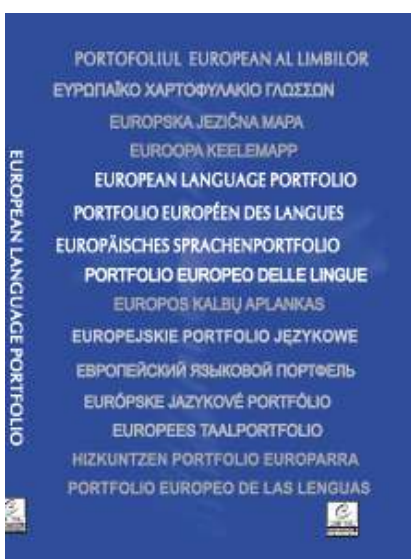 PORTOFOLIUL EUROPEAN AL LIMBILOR
ΕΥΡΩΠΑΪΚΟ ΧΑΡΤΟΦΥΛΑΚΙΟ ΓΛΩΣΣΩΝ
EUROPSKA JEZIČNA MAPA
EUROOPA KEELEMAPP
EUROPEAN LANGUAGE PORTFOLIO
PORTFOLIO EUROPÉEN DES LANGUES
EUROPÄISCHES SPRACHENPORTFOLIO
PORTFOLIO EUROPEO DELLE LINGUE
EUROPOS KALBŲ APLANKAS
EUROPEJSKIE PORTFOLIO JĘZYKOWE
ЕВРОПЕЙСКИЙ ЯЗЫКОВОЙ ПОРТФЕЛЬ
EURÓPSKE JAZYKOVÉ PORTFÓLIO
EUROPEES TAALPORTFOLIO
HIZKUNTZEN PORTFOLIO EUROPARRA
PORTFOLIO EUROPEO DE LAS LENGUAS
EUROPEAN LANGUAGE PORTFOLIO